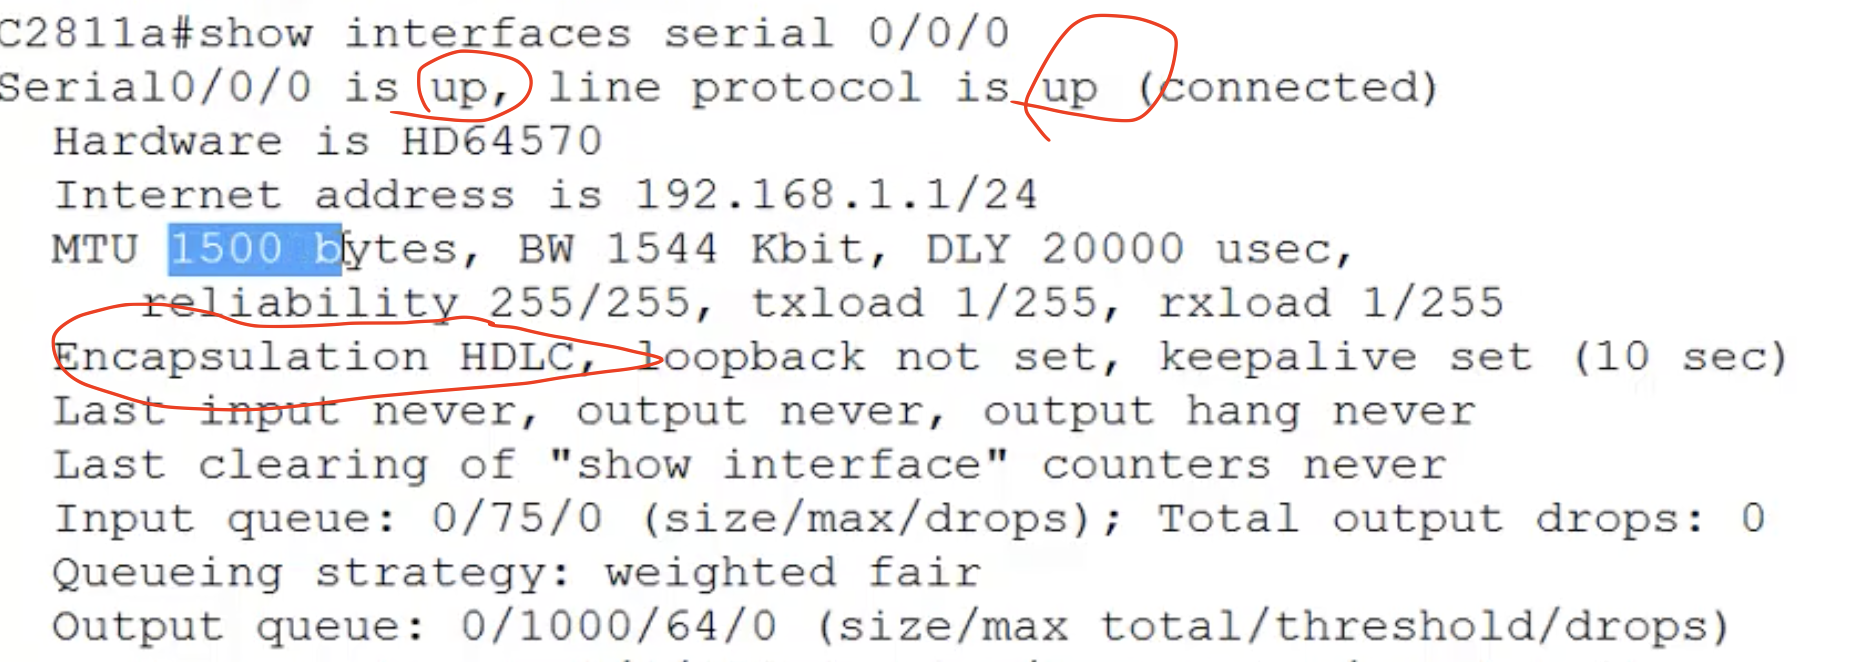 C2811a#show interfaces serial 0/0/0
Serial0/0/0 is up, line protocol is up (connected)
Hardware is HD64570
Internet address is 192.168.1.1/24
MTU 1500 bytes, BW 1544 Kbit, DLY 20000 usec,
reliability 255/255, txload 1/255, rxload 1/255
Encapsulation HDLC, loopback not set, keepalive set (10 sec)
Last input never, output never, output hang never
Last clearing of "show interface" counters never
Input queue: 0/75/0 (size/max/drops); Total output drops: 0
Queueing strategy: weighted fair
Output queue: 0/1000/64/0 (size/max total/threshold/drops)